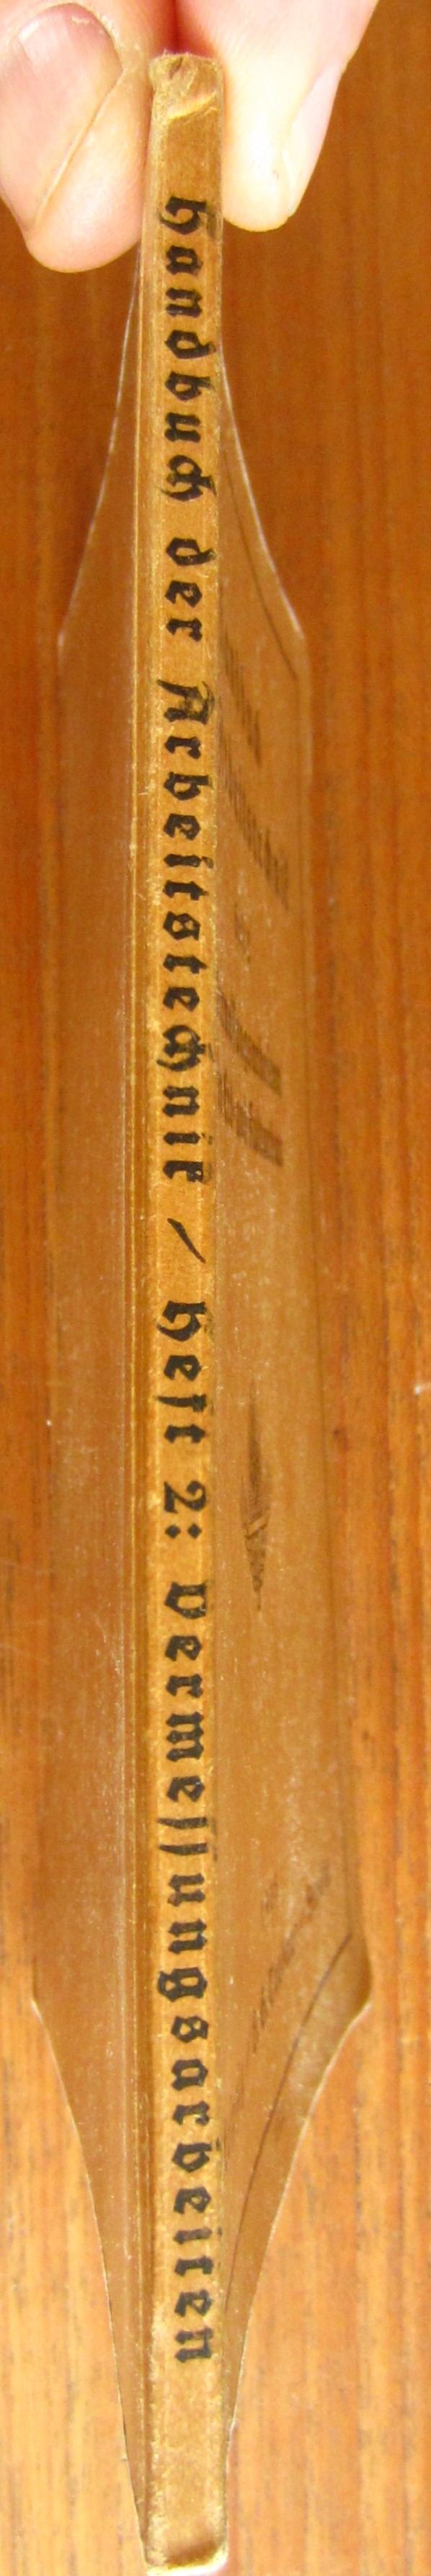 Handbuch der Arbeitstechnik / Heft 2: Vermessungsarbeiten